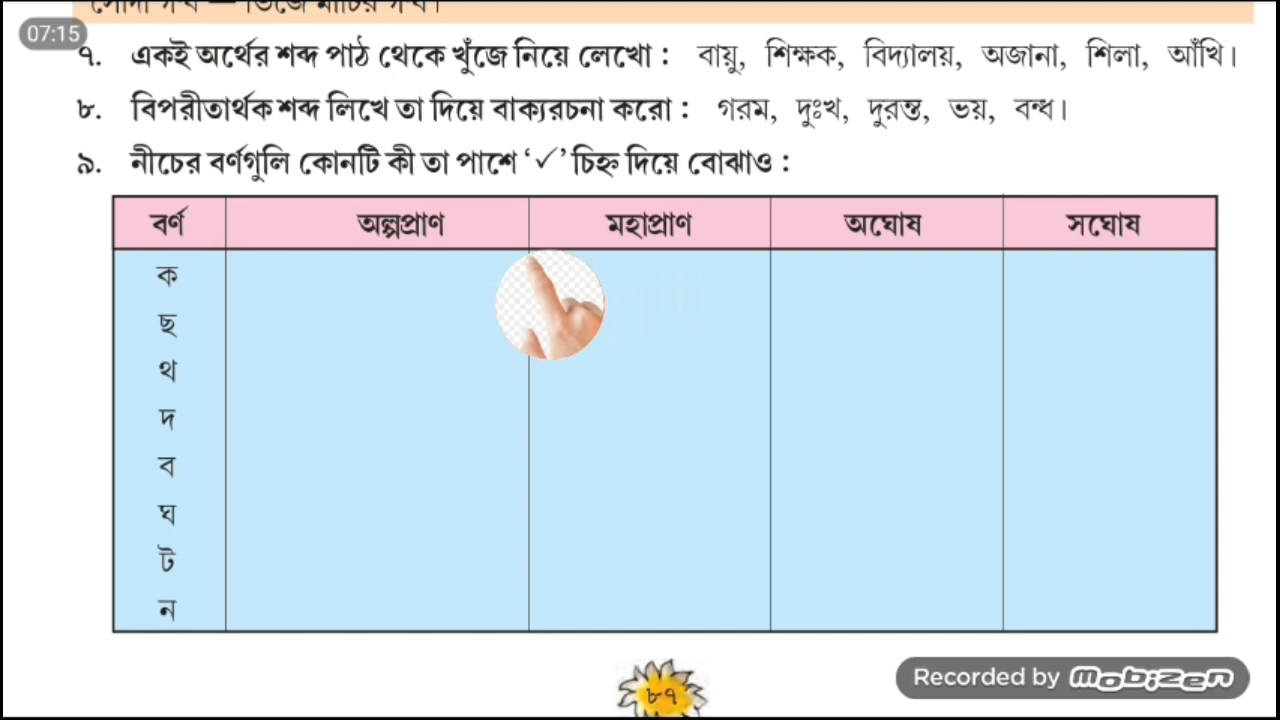 07:15
৭. একই অর্থের শব্দ পাঠ থেকে খুঁজে নিয়ে লেখো : বায়ু, শিক্ষক, বিদ্যালয়, অজানা, শিলা, আঁখি।
৮. বিপরীতার্থক শব্দ লিখে তা দিয়ে বাক্যরচনা করো : গরম, দুঃখ, দুরন্ত, ভয়, বন্ধ।
৯. নীচের বর্ণগুলি কোনটি কী তা পাশে ‘✓’ চিহ্ন দিয়ে বোঝাও :
বর্ণ অল্পপ্রাণ মহাপ্রাণ অঘোষ সঘোষ
ক
ছ
থ
দ
ব
ঘ
ট
ন
৮৭
Recorded by Mobizen